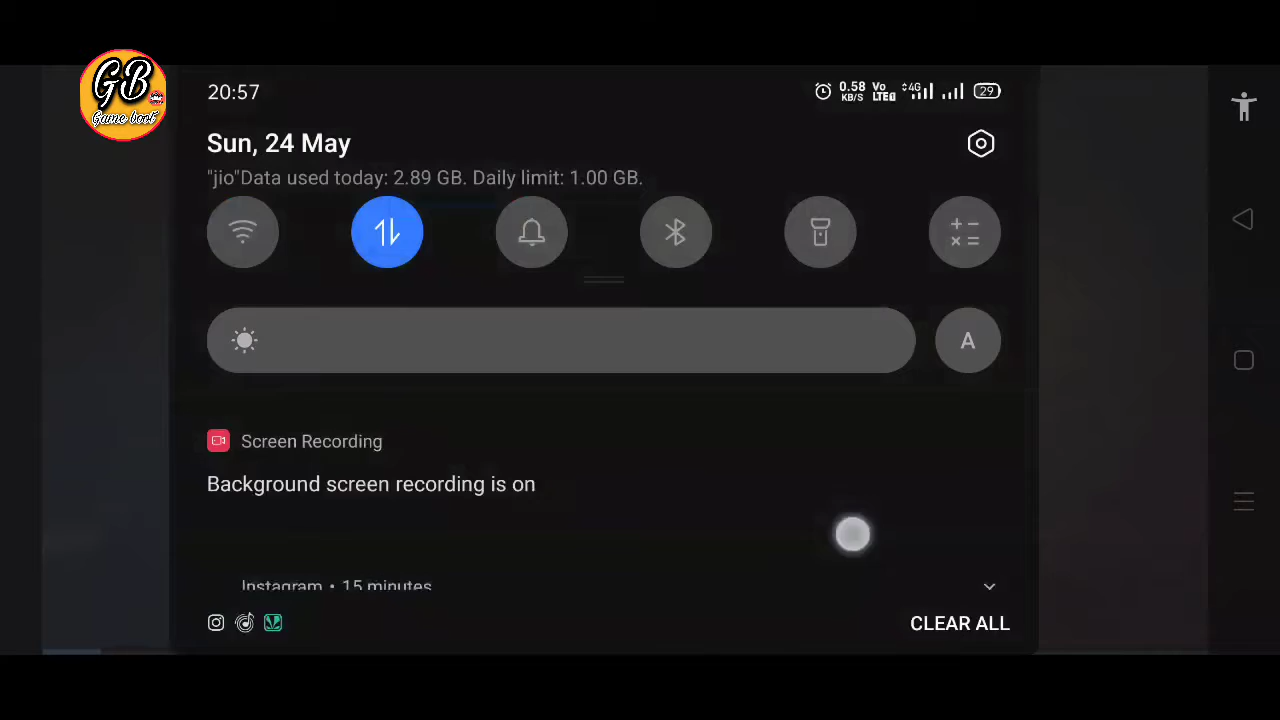 GB
Game boot
20:57
0.58 KB/S
Vo LTE
4G
29
Sun, 24 May
"jio"Data used today: 2.89 GB. Daily limit: 1.00 GB.
A
Screen Recording
Background screen recording is on
Instagram • 15 minutes
CLEAR ALL